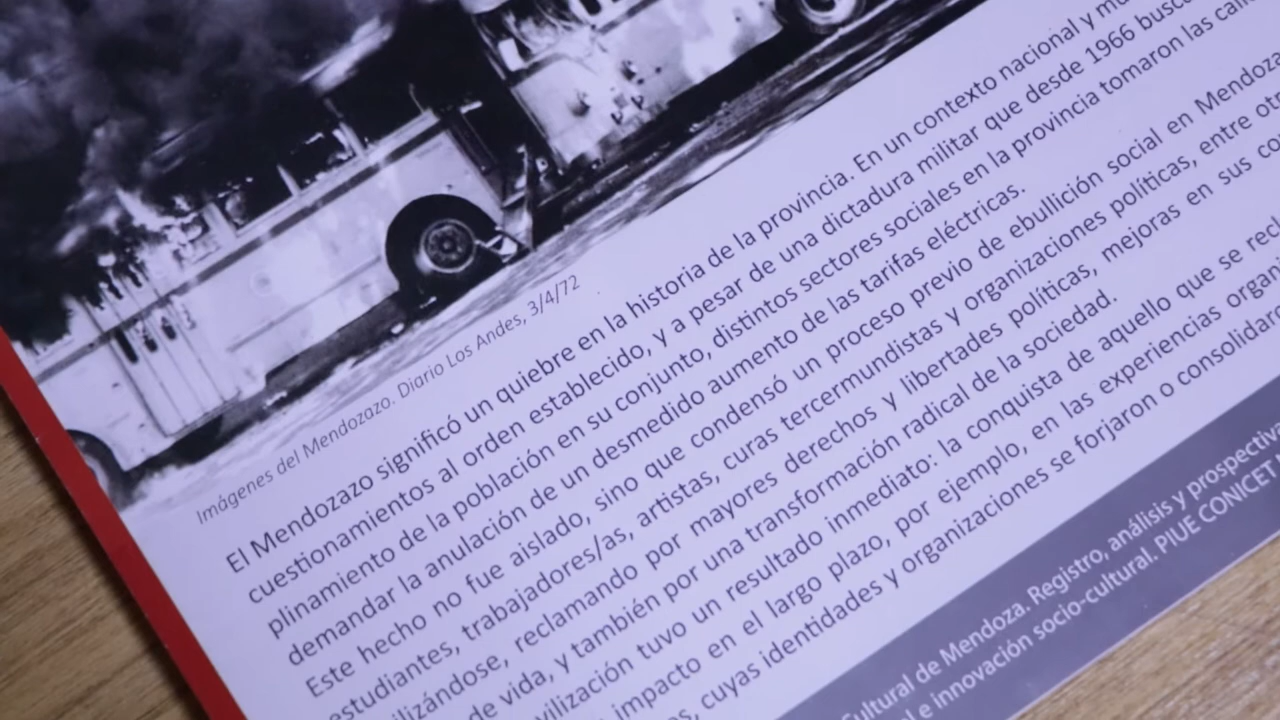 Imágenes del Mendozazo. Diario Los Andes, 3/4/72
El Mendozazo significó un quiebre en la historia de la provincia. En un contexto nacional y
cuestionamientos al orden establecido, y a pesar de una dictadura militar que desde 1966
plinamiento de la población en su conjunto, distintos sectores sociales en la provincia tomaron las
demandar la anulación de un desmedido aumento de las tarifas eléctricas.
Este hecho no fue aislado, sino que condensó un proceso previo de ebullición social en Mendoza
estudiantes, trabajadores/as, artistas, curas tercermundistas y organizaciones políticas, entre
ilizándose, reclamando por mayores derechos y libertades políticas, mejoras en sus
de vida, y también por una transformación radical de la sociedad.
vilización tuvo un resultado inmediato: la conquista de aquello que se
impacto en el largo plazo, por ejemplo, en las experiencias
cuyas identidades y organizaciones se forjaron o
Cultural de Mendoza. Registro, análisis y prospectiva
e innovación socio-cultural. PIUE CONICET